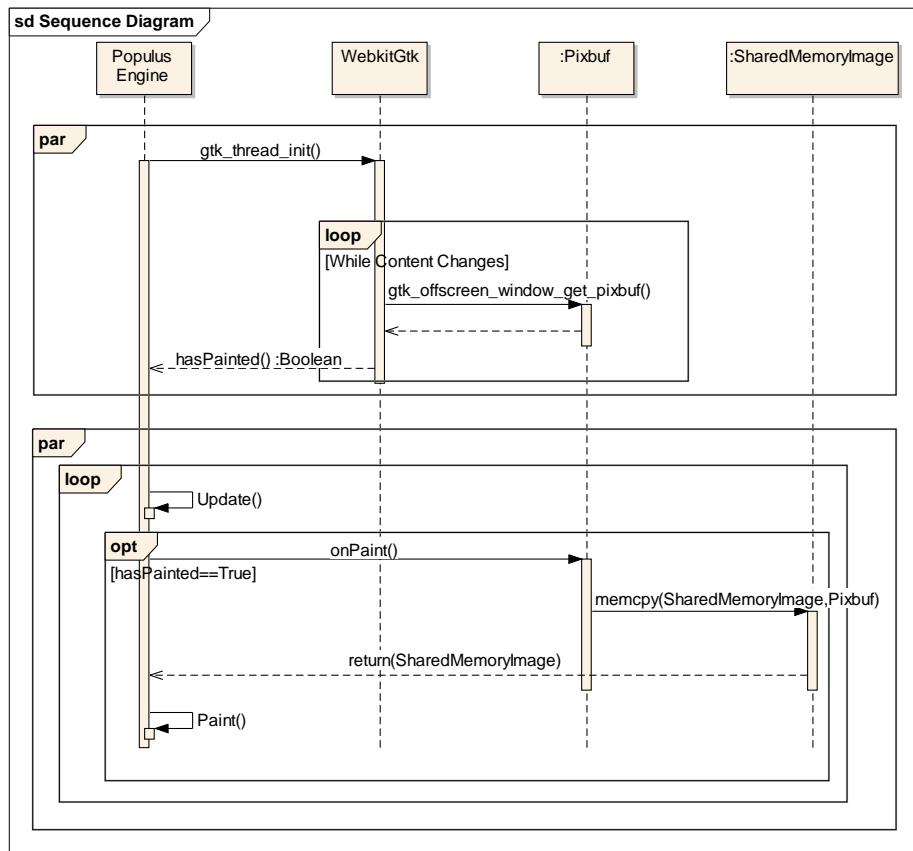 sd Sequence Diagram
Populus
Engine
WebkitGtk
:Pixbuf
:SharedMemoryImage
par
gtk_thread_init()
loop
[While Content Changes]
gtk_offscreen_window_get_pixbuf()
hasPainted() :Boolean
par
loop
Update()
opt
onPaint()
[hasPainted==True]
memcpy(SharedMemoryImage,Pixbuf)
return(SharedMemoryImage)
Paint()